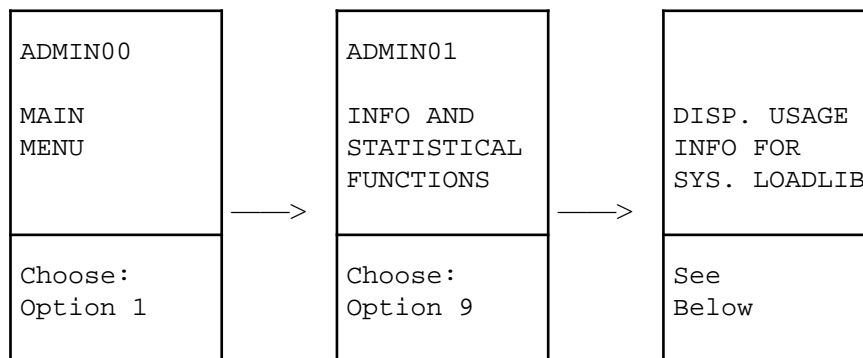 ADMIN00
MAIN
MENU
Choose:
Option 1
———>
ADMIN01
INFO AND
STATISTICAL
FUNCTIONS
Choose:
Option 9
———>
DISP. USAGE
INFO FOR
SYS. LOADLIB
See
Below